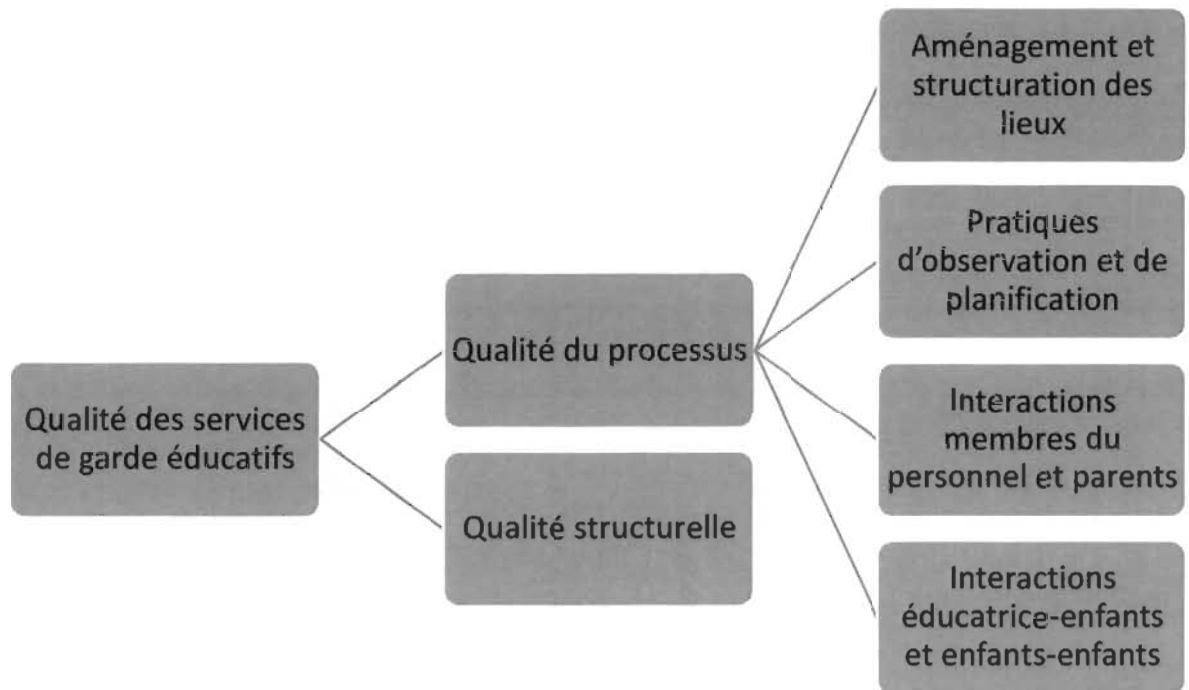 Qualité des services
de garde éducatifs
Qualité du processus
Qualité structurelle
Aménagement et
structuration des
lieux
Pratiques
d'observation et de
planification
Interactions
membres du
personnel et parents
Interactions
éducatrice-enfants
et enfants-enfants